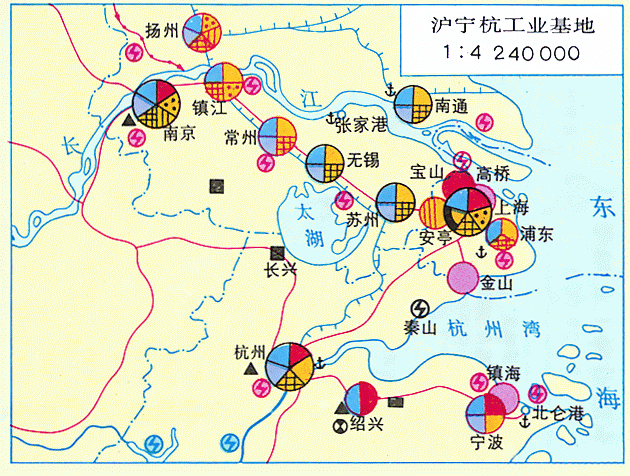 沪宁杭工业基地
1:4 240 000
扬州
镇江
南京
长
江
常州
张家港
南通
无锡
宝山
高桥
太
湖
苏州
安亭
上海
浦东
东
长兴
金山
秦山
杭州湾
杭州
镇海
海
绍兴
宁波
北仑港